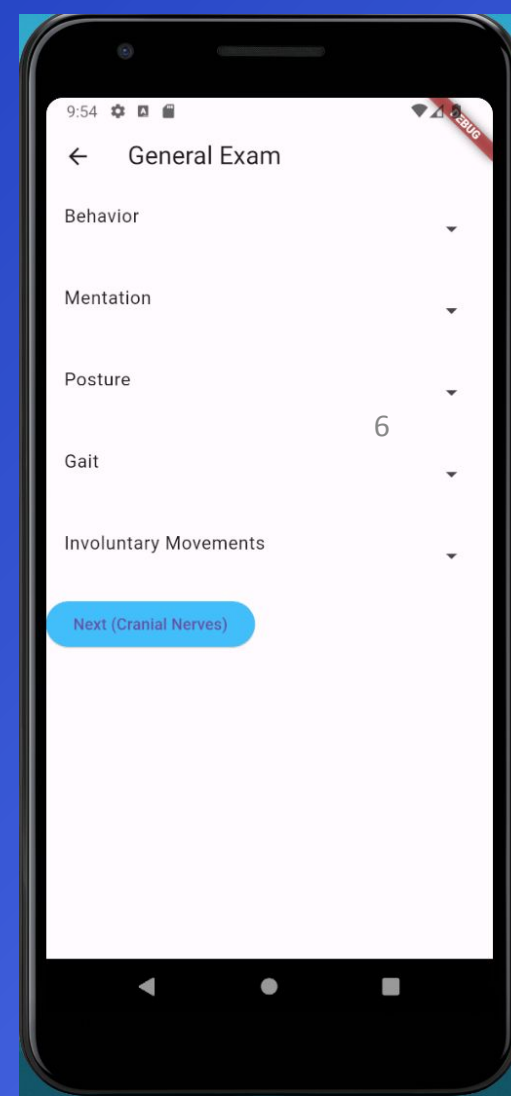 9:54
DEBUG
General Exam
Behavior
Mentation
Posture
6
Gait
Involuntary Movements
Next (Cranial Nerves)